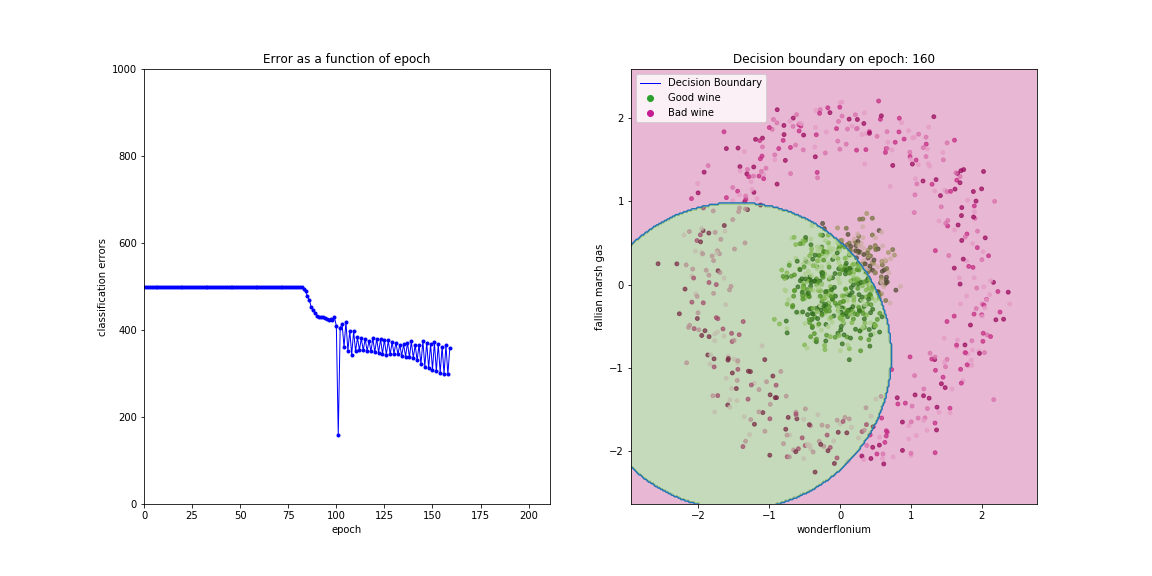 Error as a function of epoch
1000
800
600
400
200
0
classification errors
0 25 50 75 100 125 150 175 200
epoch
Decision boundary on epoch: 160
Decision Boundary
Good wine
Bad wine
2
1
0
−1
−2
fallian marsh gas
−2 −1 0 1 2
wonderflonium